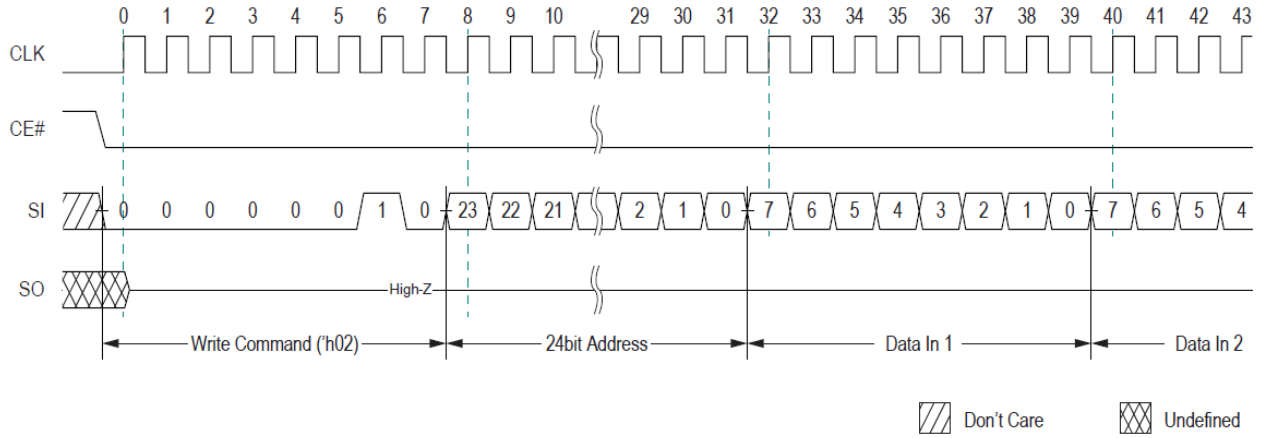 0 1 2 3 4 5 6 7 8 9 10 29 30 31 32 33 34 35 36 37 38 39 40 41 42 43
CLK
CE#
SI 0 0 0 0 0 0 1 0 23 22 21 2 1 0 7 6 5 4 3 2 1 0 7 6 5 4
SO High-Z
Write Command ('h02) 24bit Address Data In 1 Data In 2
Don't Care Undefined